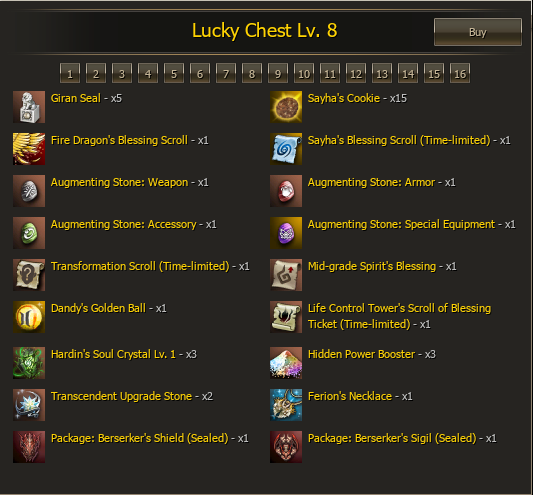 Lucky Chest Lv. 8
Buy
1 2 3 4 5 6 7 8 9 10 11 12 13 14 15 16
Giran Seal - x5
Sayha's Cookie - x15
Fire Dragon's Blessing Scroll - x1
Sayha's Blessing Scroll (Time-limited) - x1
Augmenting Stone: Weapon - x1
Augmenting Stone: Armor - x1
Augmenting Stone: Accessory - x1
Augmenting Stone: Special Equipment - x1
Transformation Scroll (Time-limited) - x1
Mid-grade Spirit's Blessing - x1
Dandy's Golden Ball - x1
Life Control Tower's Scroll of Blessing
Ticket (Time-limited) - x1
Hardin's Soul Crystal Lv. 1 - x3
Hidden Power Booster - x3
Transcendent Upgrade Stone - x2
Ferion's Necklace - x1
Package: Berserker's Shield (Sealed) - x1
Package: Berserker's Sigil (Sealed) - x1